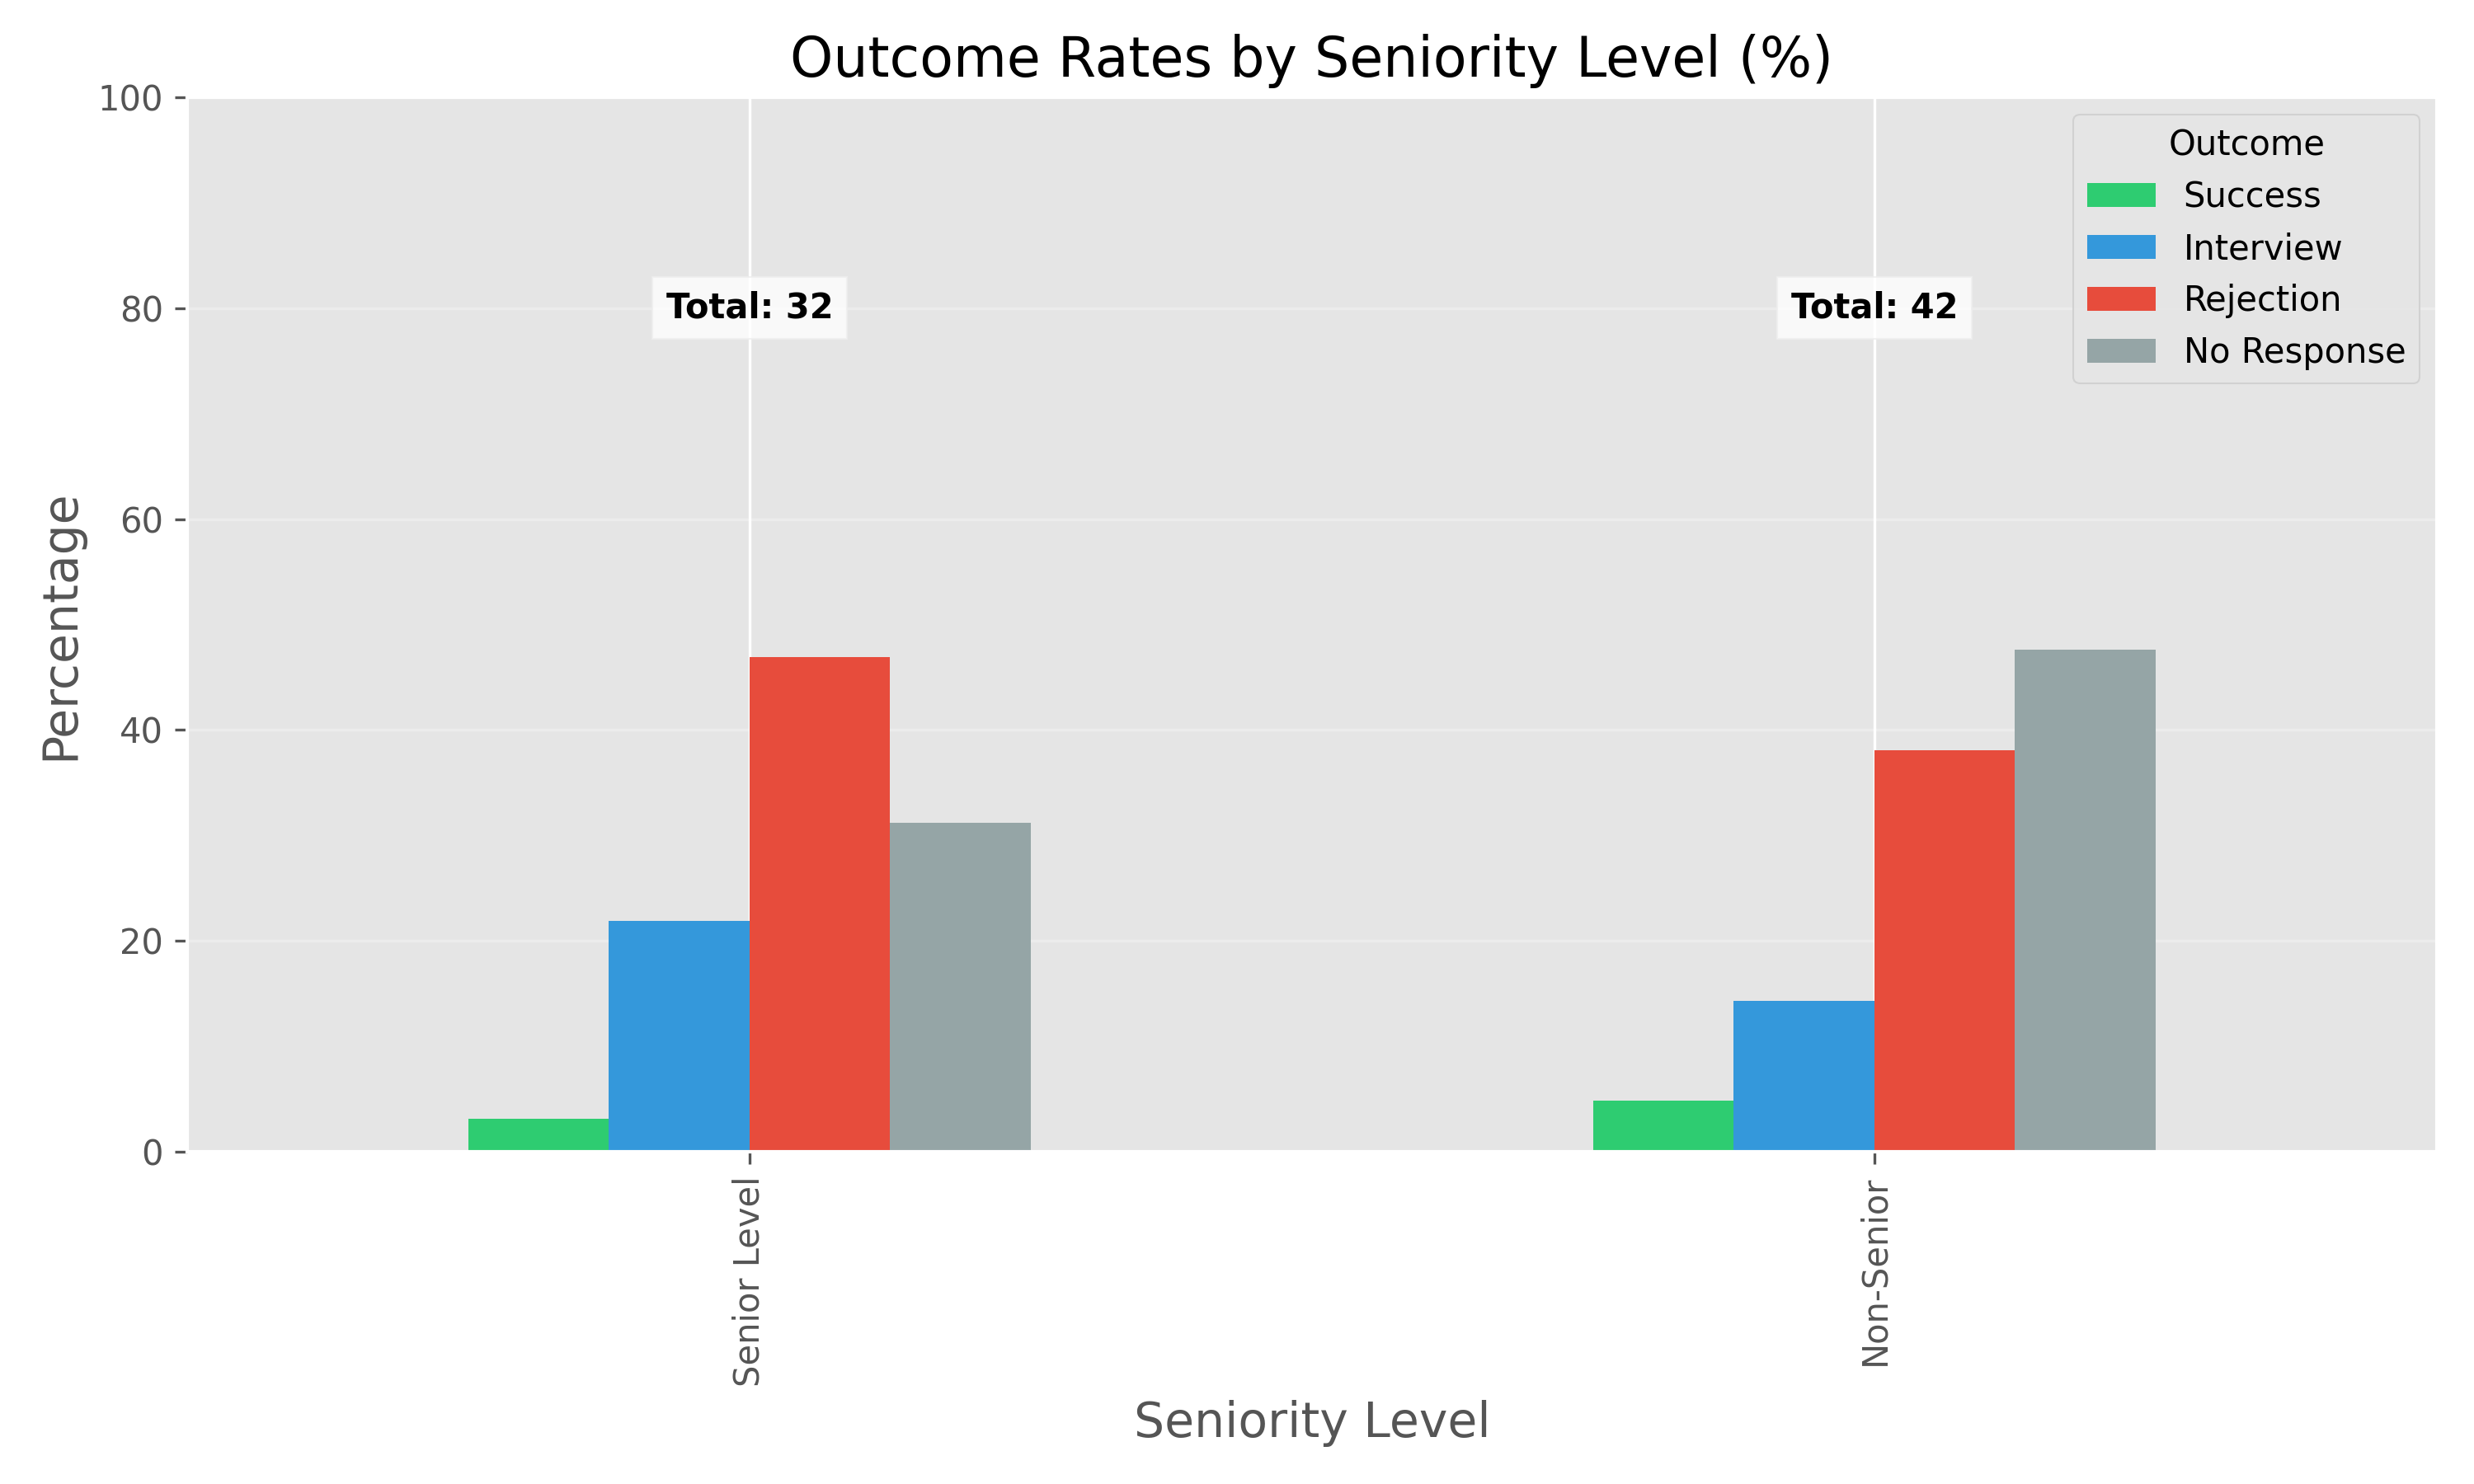 Outcome Rates by Seniority Level (%)
100
80
60
40
20
0
Percentage
Total: 32
Total: 42
Outcome
Success
Interview
Rejection
No Response
Senior Level
Non-Senior
Seniority Level